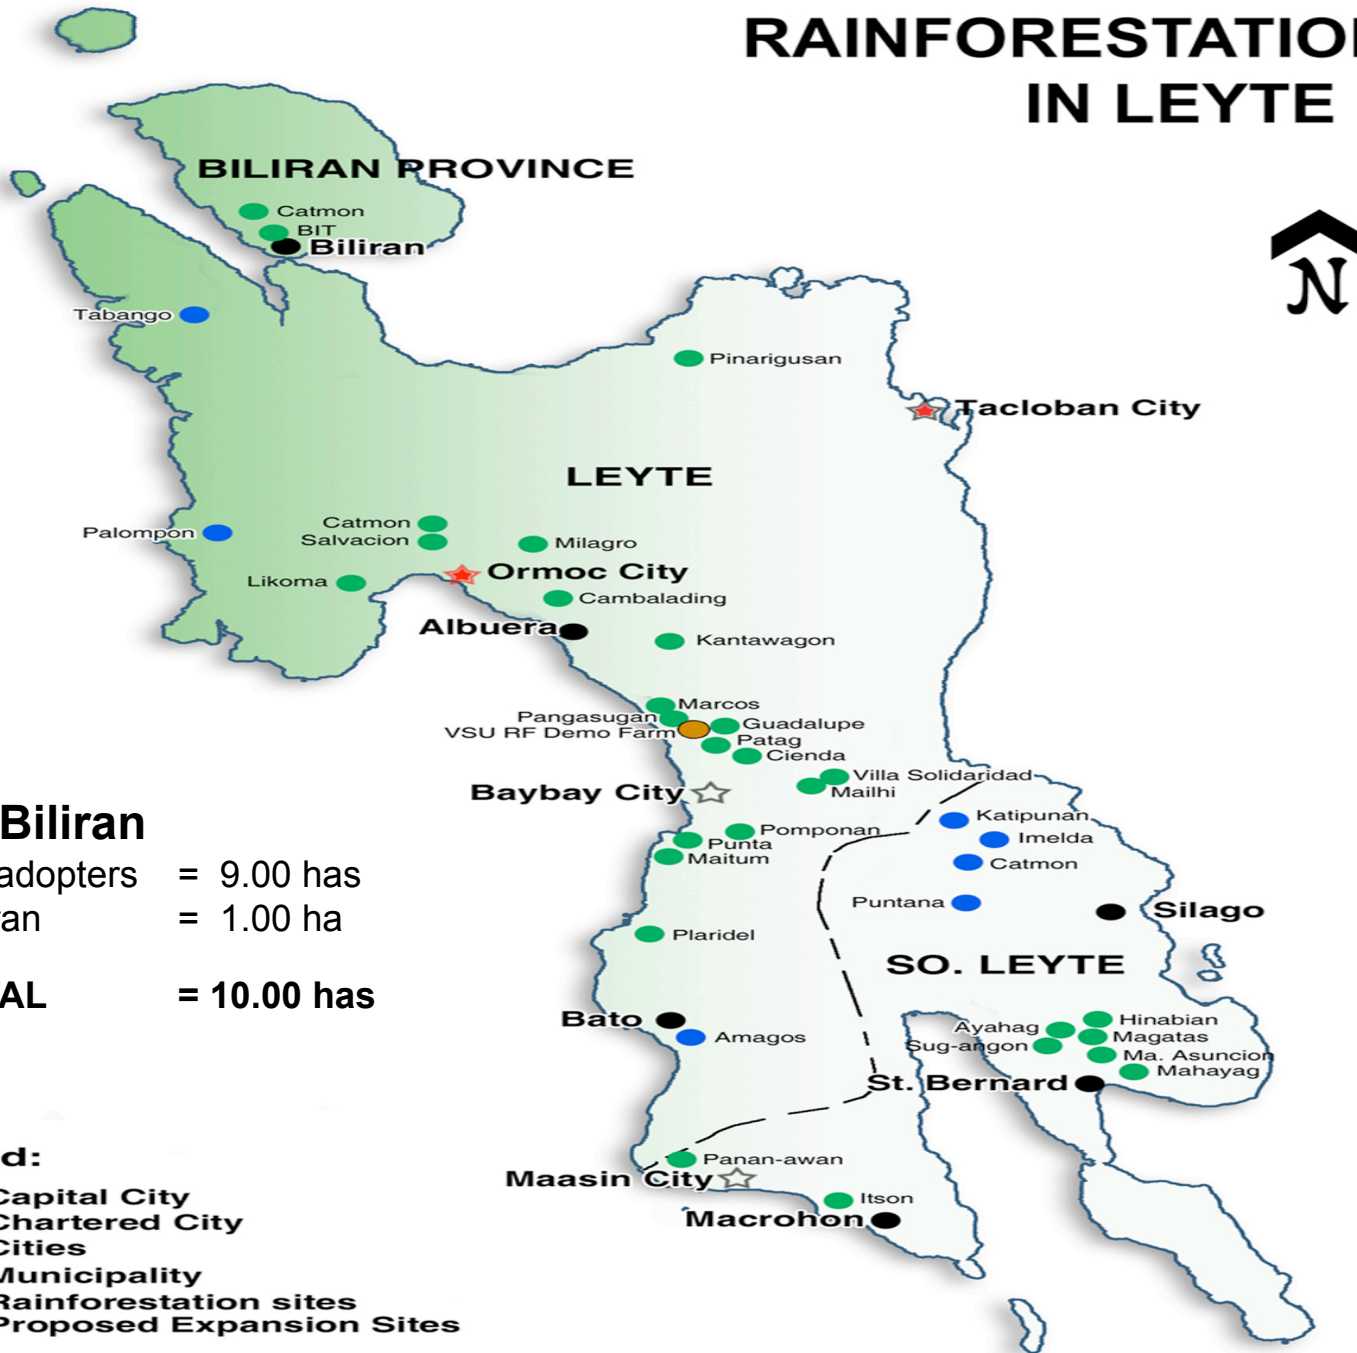 RAINFORESTATIO
IN LEYTE
BILIRAN PROVINCE
Catmon
BIT
Biliran
N
Tabango
Pinarigusan
Tacloban City
LEYTE
Palompon
Catmon
Salvacion
Milagro
Ormoc City
Likoma
Cambalading
Albuera
Kantawagon
Marcos
Pangasugan
Guadalupe
VSU RF Demo Farm
Patag
Cienda
Villa Solidaridad
Mailhi
Baybay City
Katipunan
Pomponan
Imelda
Punta
Maitum
Catmon
Puntana
Silago
Biliran
adopters = 9.00 has
ran = 1.00 ha
AL = 10.00 has
Plaridel
SO. LEYTE
Bato
Amagos
Hinabian
Ayahag
Magatas
Sug-angon
Ma. Asuncion
Mahayag
St. Bernard
Panan-awan
Maasin City
Itson
Macrohon
d:
Capital City
Chartered City
Cities
Municipality
Rainforestation sites
Proposed Expansion Sites